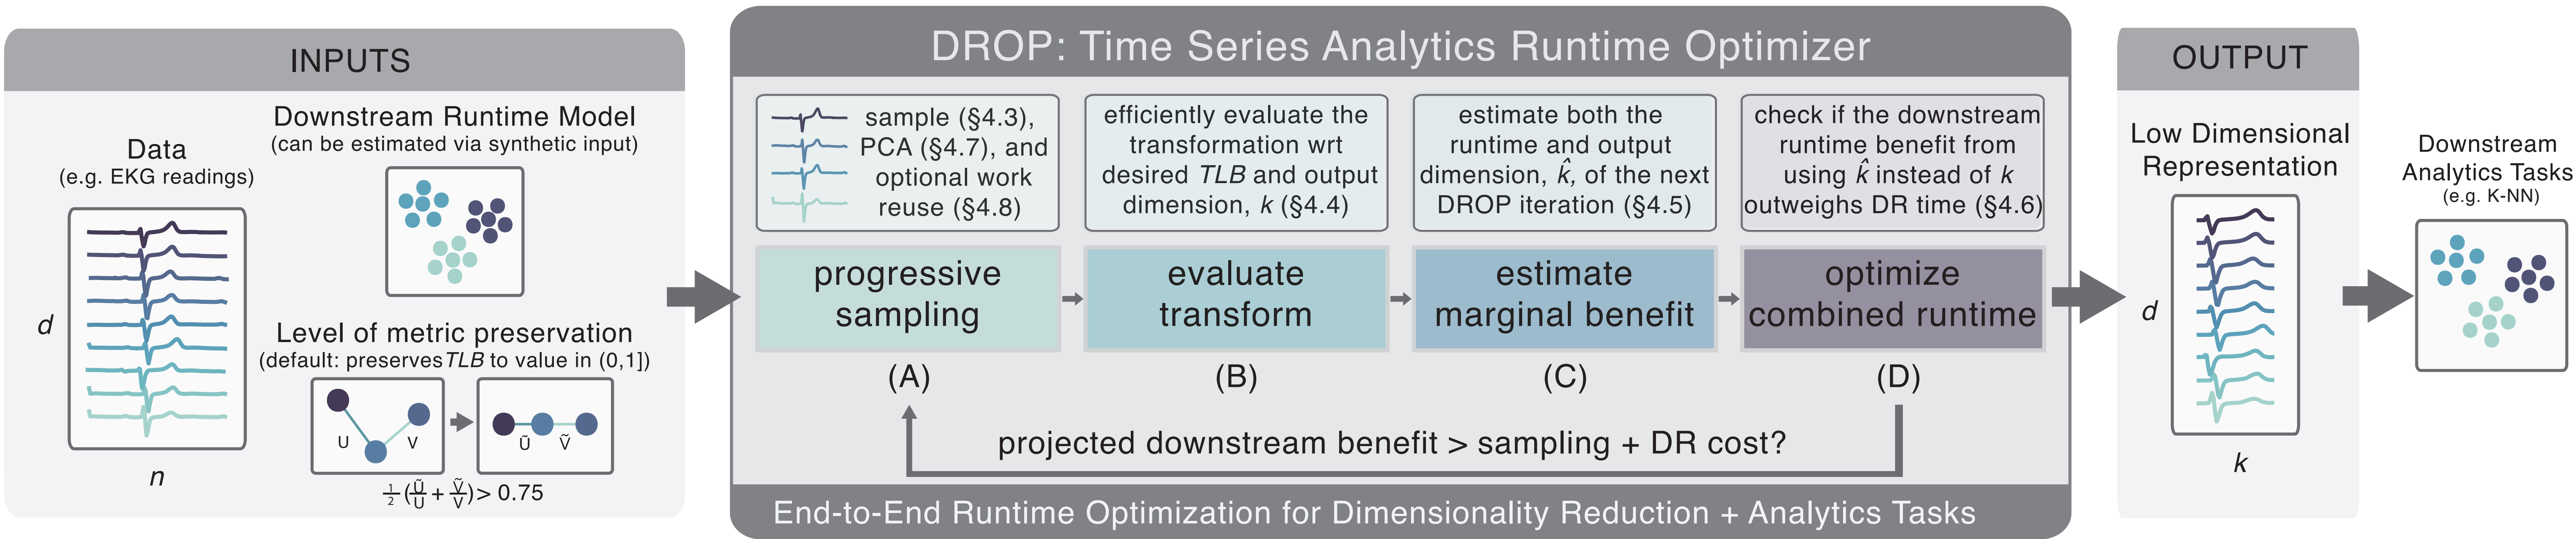 INPUTS
Data
(e.g. EKG readings)
d
n
Downstream Runtime Model
(can be estimated via synthetic input)
Level of metric preservation
(default: preserves TLB to value in (0,1])
U
V
Ũ
Ṽ
½(Ũ/U + Ṽ/V) > 0.75
DROP: Time Series Analytics Runtime Optimizer
sample (§4.3),
PCA (§4.7), and
optional work
reuse (§4.8)
efficiently evaluate the
transformation wrt
desired TLB and output
dimension, k (§4.4)
estimate both the
runtime and output
dimension, k̂, of the next
DROP iteration (§4.5)
check if the downstream
runtime benefit from
using k̂ instead of k
outweighs DR time (§4.6)
progressive
sampling
evaluate
transform
estimate
marginal benefit
optimize
combined runtime
(A)
(B)
(C)
(D)
projected downstream benefit > sampling + DR cost?
End-to-End Runtime Optimization for Dimensionality Reduction + Analytics Tasks
OUTPUT
Low Dimensional
Representation
d
k
Downstream
Analytics Tasks
(e.g. K-NN)